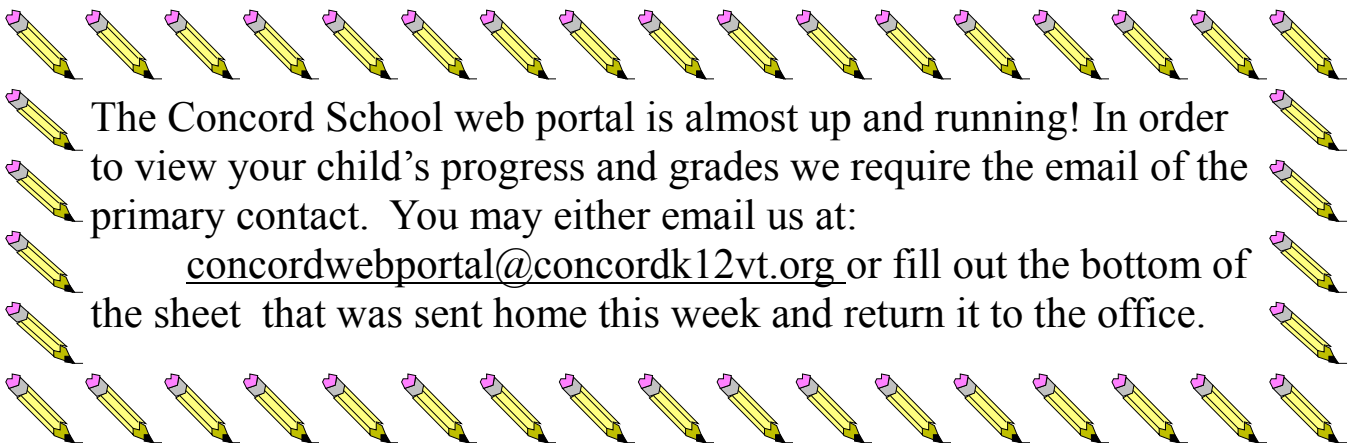 The Concord School web portal is almost up and running! In order
to view your child’s progress and grades we require the email of the
primary contact.  You may either email us at:
concordwebportal@concordk12vt.org or fill out the bottom of
the sheet  that was sent home this week and return it to the office.